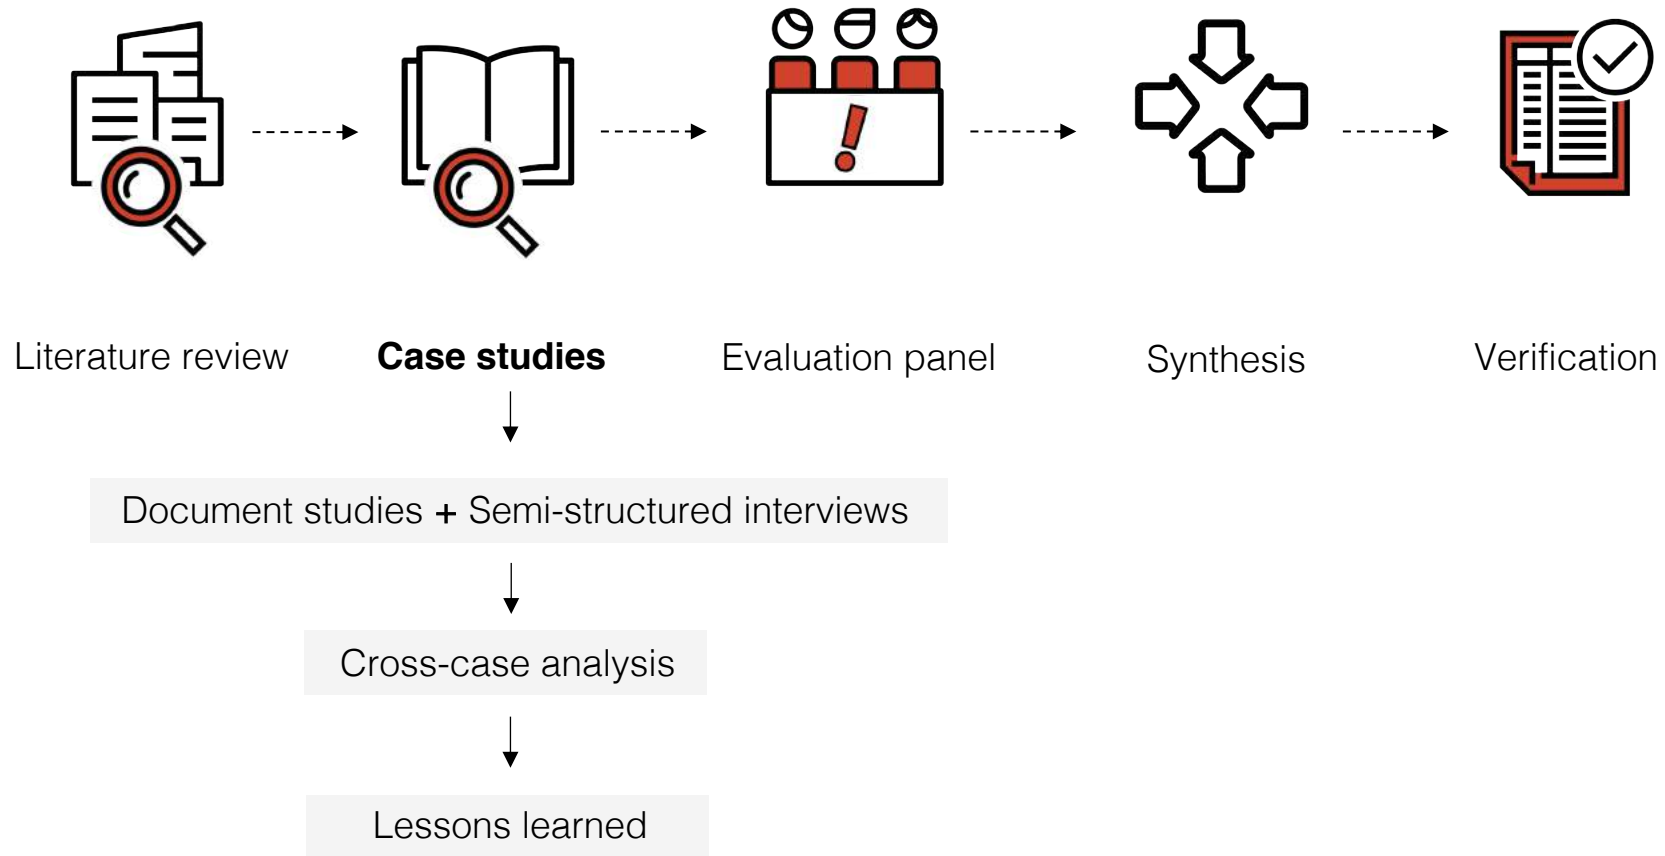 Literature review
Case studies
Evaluation panel
Synthesis
Verification
Document studies + Semi-structured interviews
Cross-case analysis
Lessons learned